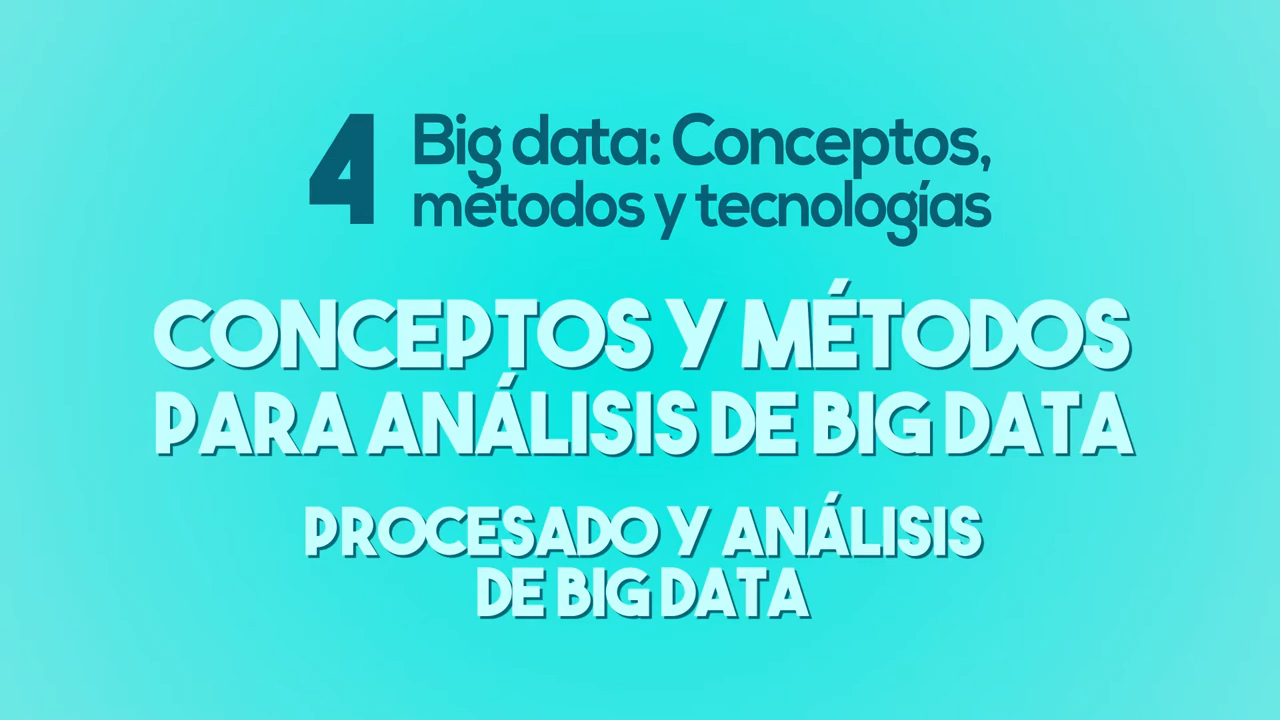 4 Big data: Conceptos,
métodos y tecnologías
CONCEPTOS Y MÉTODOS
PARA ANÁLISIS DE BIG DATA
PROCESADO Y ANÁLISIS
DE BIG DATA